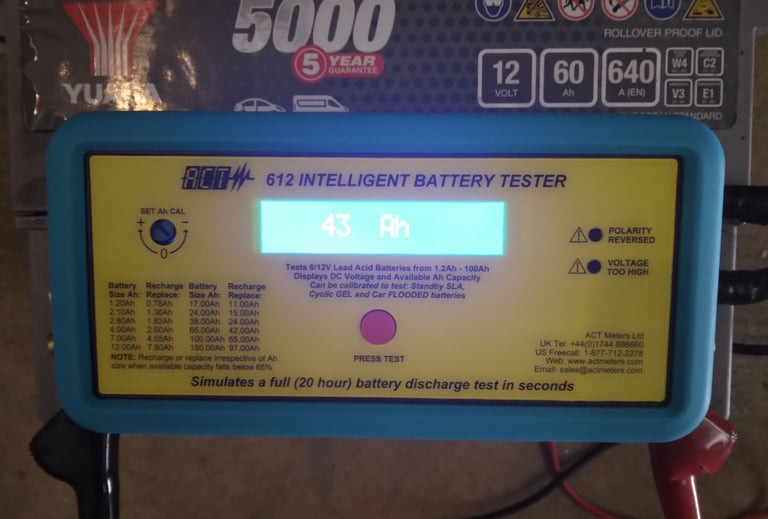 5000
5 YEAR
GUARANTEE
ROLLOVER PROOF LID
YUASA
12
VOLT
60
Ah
640
A (EN)
W4
C2
V3
E1
STANDARD
ACT
612 INTELLIGENT BATTERY TESTER
43 Ah
SET Ah CAL
+ -
0
POLARITY
REVERSED
VOLTAGE
TOO HIGH
Tests 6/12V Lead Acid Batteries from 1.2Ah - 100Ah
Displays DC Voltage and Available Ah Capacity
Can be calibrated to test: Standby SLA,
Cyclic GEL and Car FLOODED batteries
Battery Recharge Battery Recharge
Size Ah: Replace: Size Ah: Replace:
1.20Ah 0.78Ah 17.00Ah 11.00Ah
2.10Ah 1.36Ah 24.00Ah 15.00Ah
2.80Ah 1.82Ah 38.00Ah 24.00Ah
4.00Ah 2.60Ah 65.00Ah 42.00Ah
7.00Ah 4.55Ah 100.00Ah 65.00Ah
12.00Ah 7.80Ah 150.00Ah 97.00Ah
NOTE: Recharge or replace irrespective of Ah
size when available capacity falls below 65%
PRESS TEST
ACT Meters Ltd
UK Tel: +44(0)1744 886660
US Freecall: 1-877-712-2278
Web: www.actmeters.com
Email: sales@actmeters.com
Simulates a full (20 hour) battery discharge test in seconds